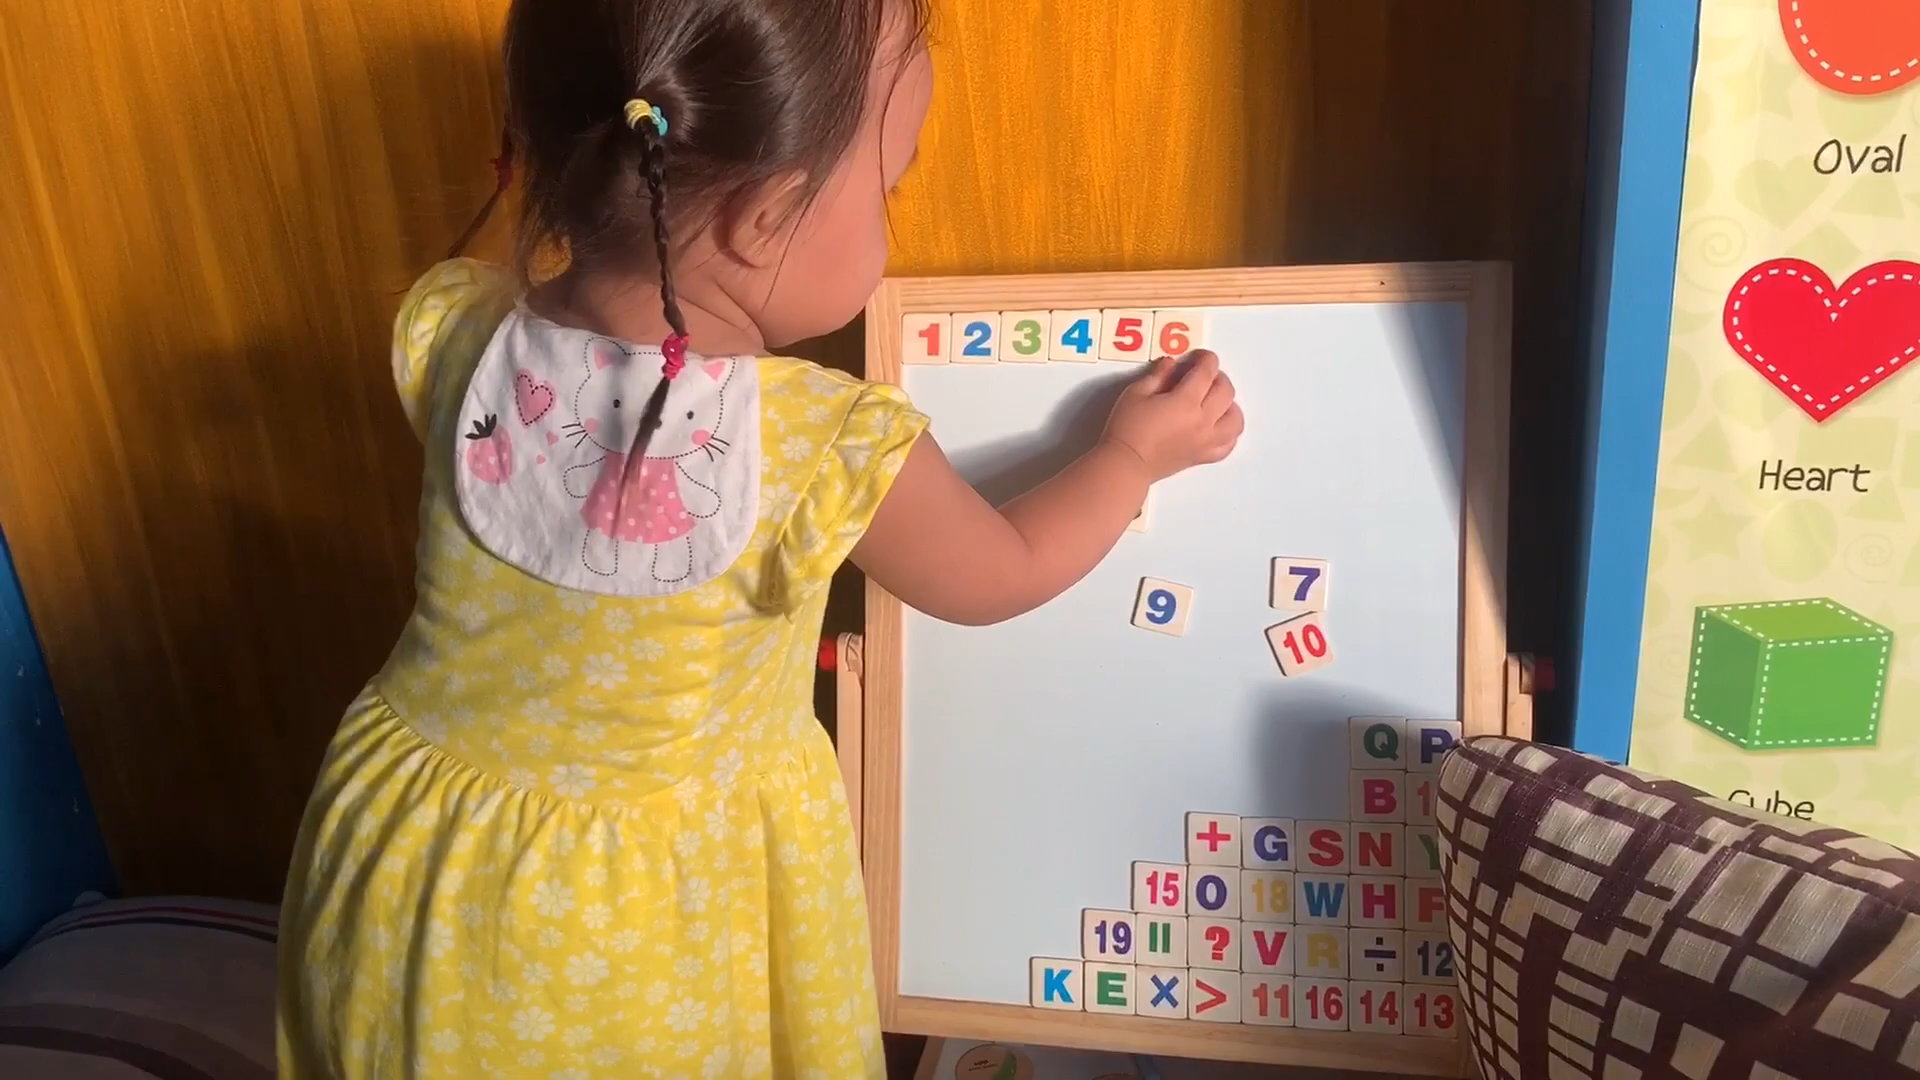 1 2 3 4 5 6
7
9
10
Q P
B
+ G S N Y
15 O 18 W H F
19 = ? V R ÷ 12
K E × > 11 16 14 13
Oval
Heart
Cube